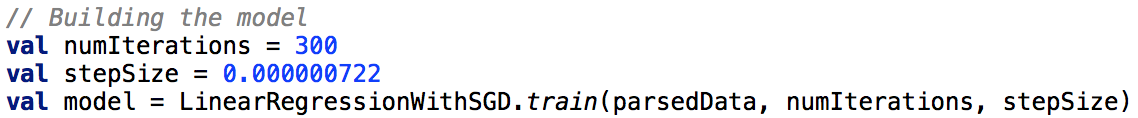 // Building the model
val numIterations = 300
val stepSize = 0.000000722
val model = LinearRegressionWithSGD.train(parsedData, numIterations, stepSize)